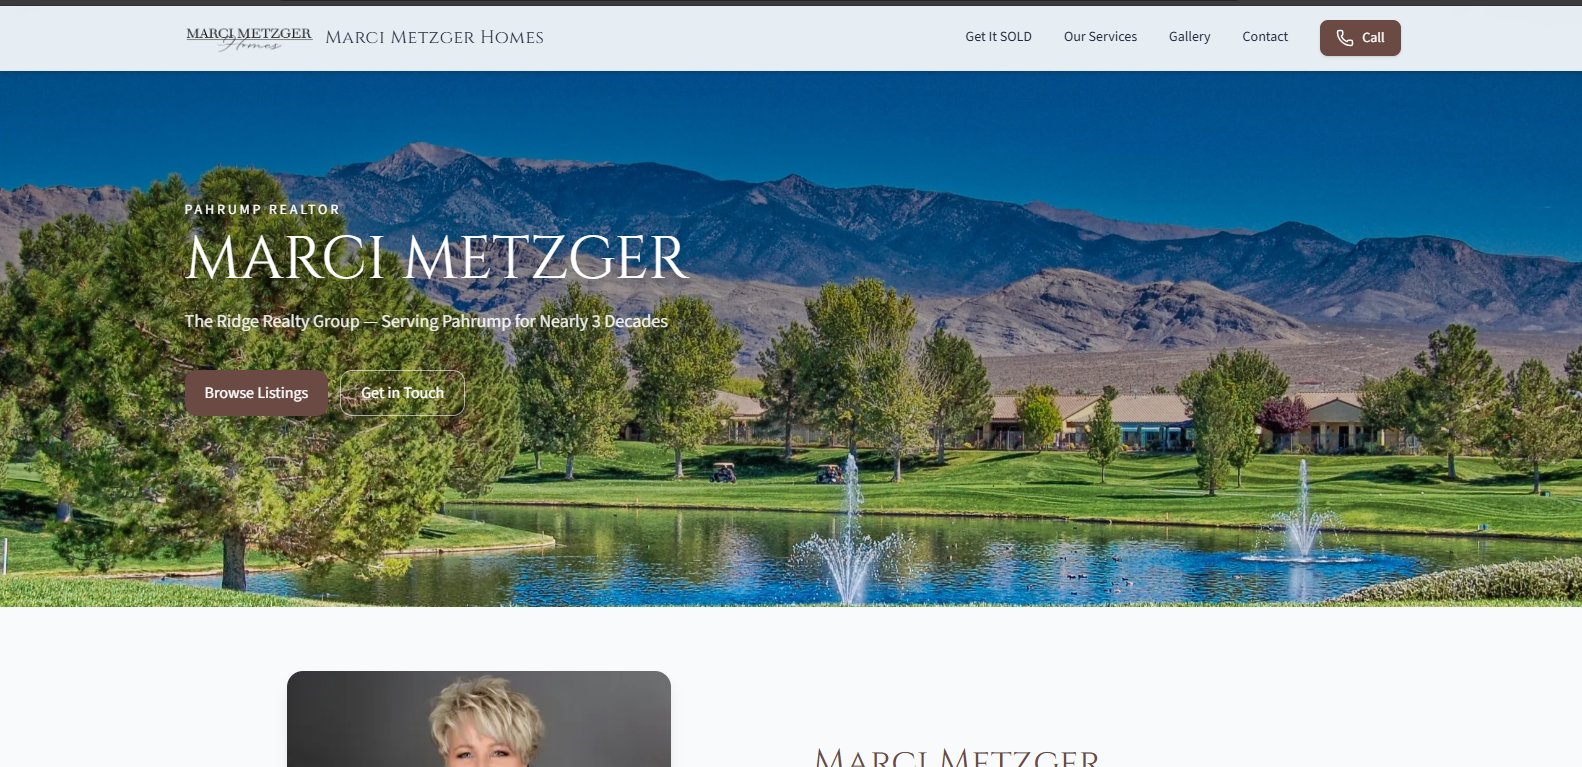 MARCI METZGER
Homes
Marci Metzger Homes
Get It SOLD
Our Services
Gallery
Contact
Call
PAHRUMP REALTOR
MARCI METZGER
The Ridge Realty Group — Serving Pahrump for Nearly 3 Decades
Browse Listings
Get in Touch
Marci Metzger